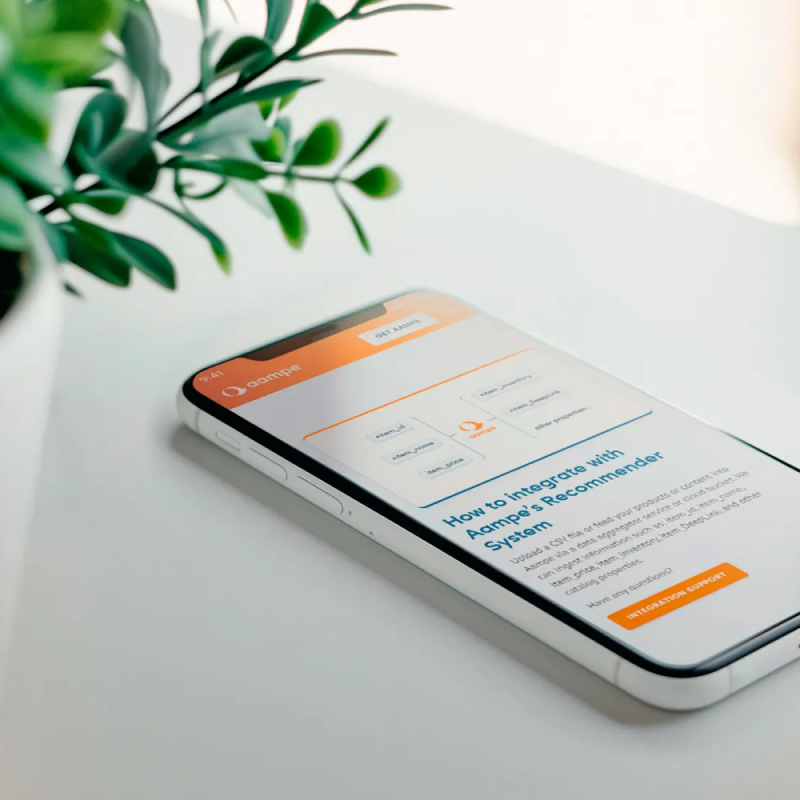 9:41
aampe
GET AAMPE
item_id
item_name
item_price
aampe
item_inventory
item_DeepLink
other properties...
How to integrate with
Aampe's Recommender
System
Upload a CSV file or feed your products or content into
Aampe via a data aggregator service or cloud bucket. We
can ingest information such as: item_id, item_name,
item_price, item_inventory, item_DeepLink, and other
catalog properties.
Have any questions?
INTEGRATION SUPPORT